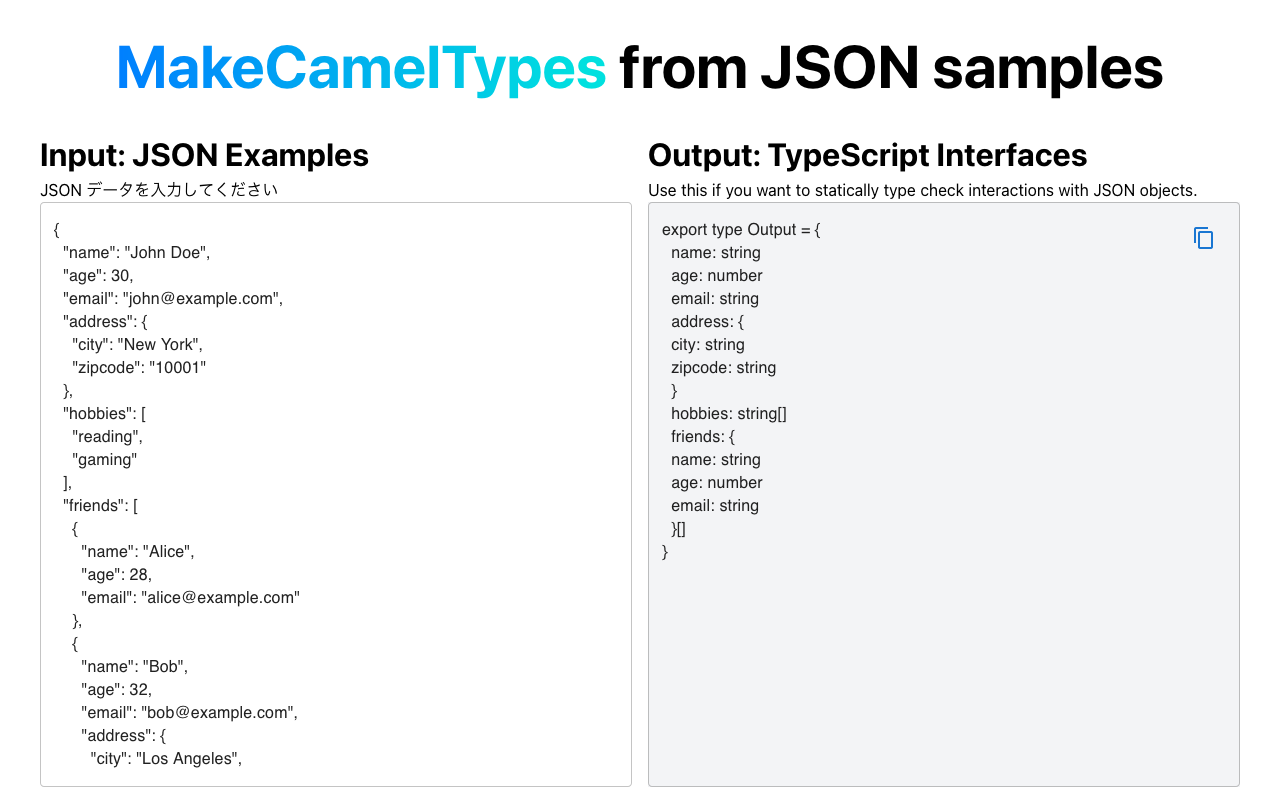 MakeCamelTypes from JSON samples
Input: JSON Examples
JSON データを入力してください
{
  "name": "John Doe",
  "age": 30,
  "email": "john@example.com",
  "address": {
    "city": "New York",
    "zipcode": "10001"
  },
  "hobbies": [
    "reading",
    "gaming"
  ],
  "friends": [
    {
      "name": "Alice",
      "age": 28,
      "email": "alice@example.com"
    },
    {
      "name": "Bob",
      "age": 32,
      "email": "bob@example.com",
      "address": {
        "city": "Los Angeles",
Output: TypeScript Interfaces
Use this if you want to statically type check interactions with JSON objects.
export type Output = {
  name: string
  age: number
  email: string
  address: {
  city: string
  zipcode: string
  }
  hobbies: string[]
  friends: {
  name: string
  age: number
  email: string
  }[]
}